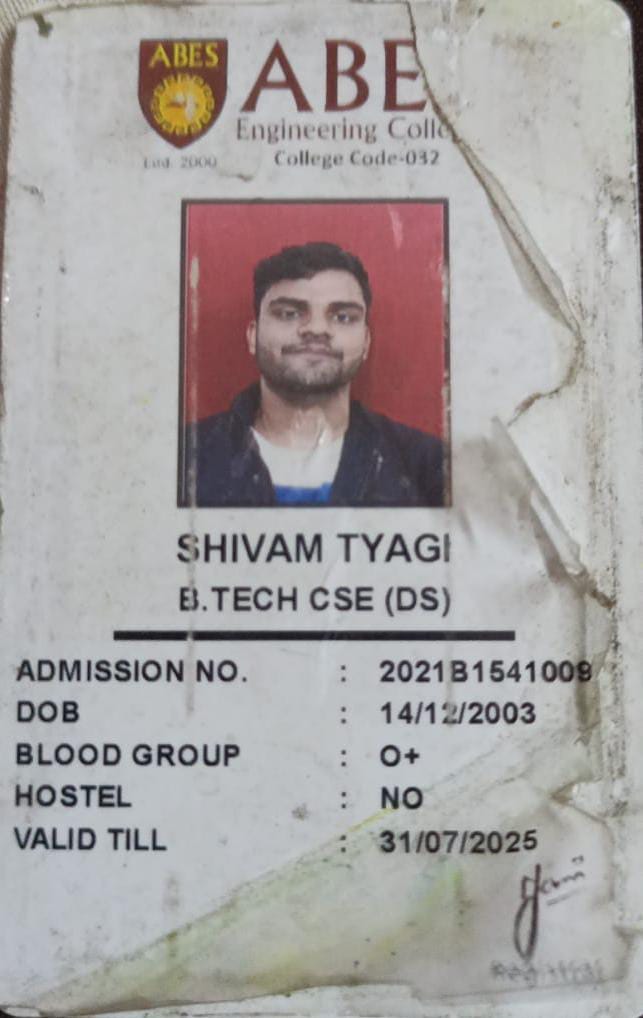 ABES
ABE
Engineering Colle
Estd. 2000
College Code-032
SHIVAM TYAGI
B.TECH CSE (DS)
ADMISSION NO. : 2021B1541009
DOB : 14/12/2003
BLOOD GROUP : O+
HOSTEL : NO
VALID TILL : 31/07/2025